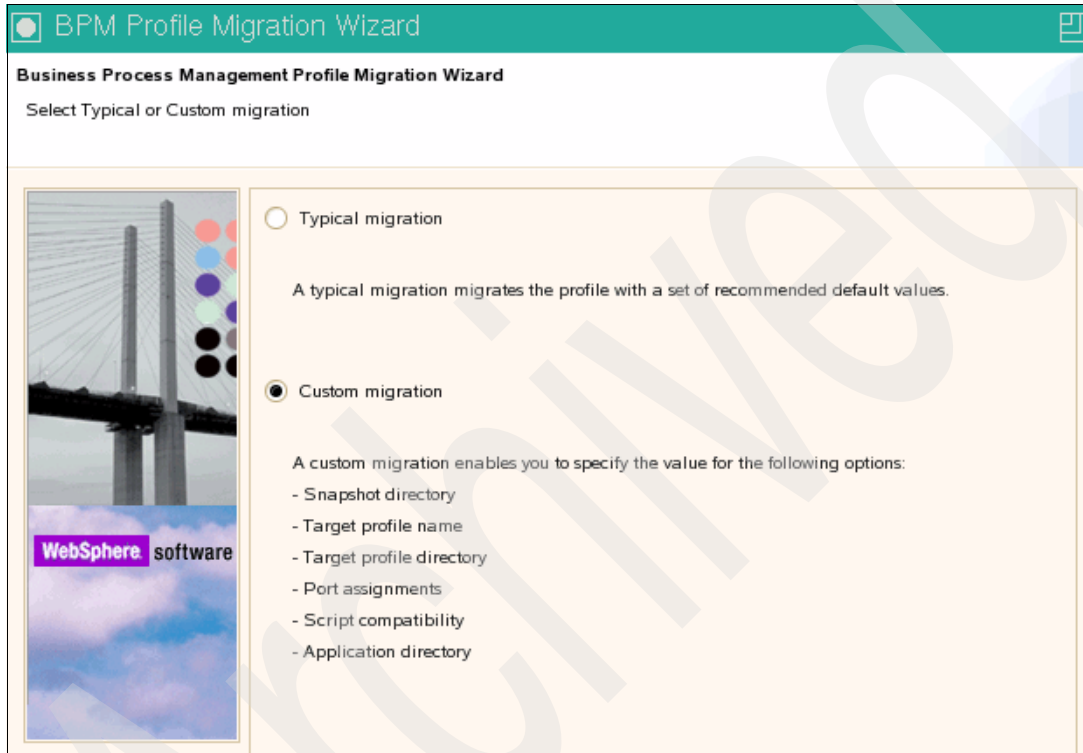 BPM Profile Migration Wizard
Business Process Management Profile Migration Wizard
Select Typical or Custom migration
Typical migration
A typical migration migrates the profile with a set of recommended default values.
Custom migration
A custom migration enables you to specify the value for the following options:
- Snapshot directory
- Target profile name
- Target profile directory
- Port assignments
- Script compatibility
- Application directory
WebSphere. software
Archived